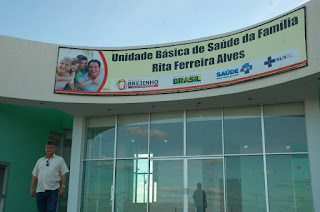 Unidade Básica de Saúde da Família
Rita Ferreira Alves
BREJINHO BRASIL SAÚDE SUS